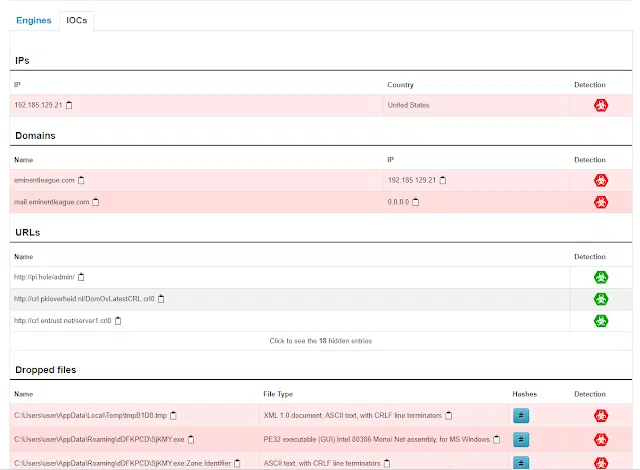 Engines IOCs
IPs
IP Country Detection
192.185.129.21 United States
Domains
Name IP Detection
eminentleague.com 192.185.129.21
mail.eminentleague.com 0.0.0.0
URLs
Name Detection
http://pi.hole/admin/
http://crl.pkioverheid.nl/DomOvLatestCRL.crl0
http://crl.entrust.net/server1.crl0
Click to see the 18 hidden entries
Dropped files
Name File Type Hashes Detection
C:\Users\user\AppData\Local\Temp\tmpB1D8.tmp XML 1.0 document, ASCII text, with CRLF line terminators #
C:\Users\user\AppData\Roaming\dDFKPCD\SjKMY.exe PE32 executable (GUI) Intel 80386 Mono/.Net assembly, for MS Windows #
C:\Users\user\AppData\Roaming\dDFKPCD\SjKMY.exe:Zone.Identifier ASCII text, with CRLF line terminators #